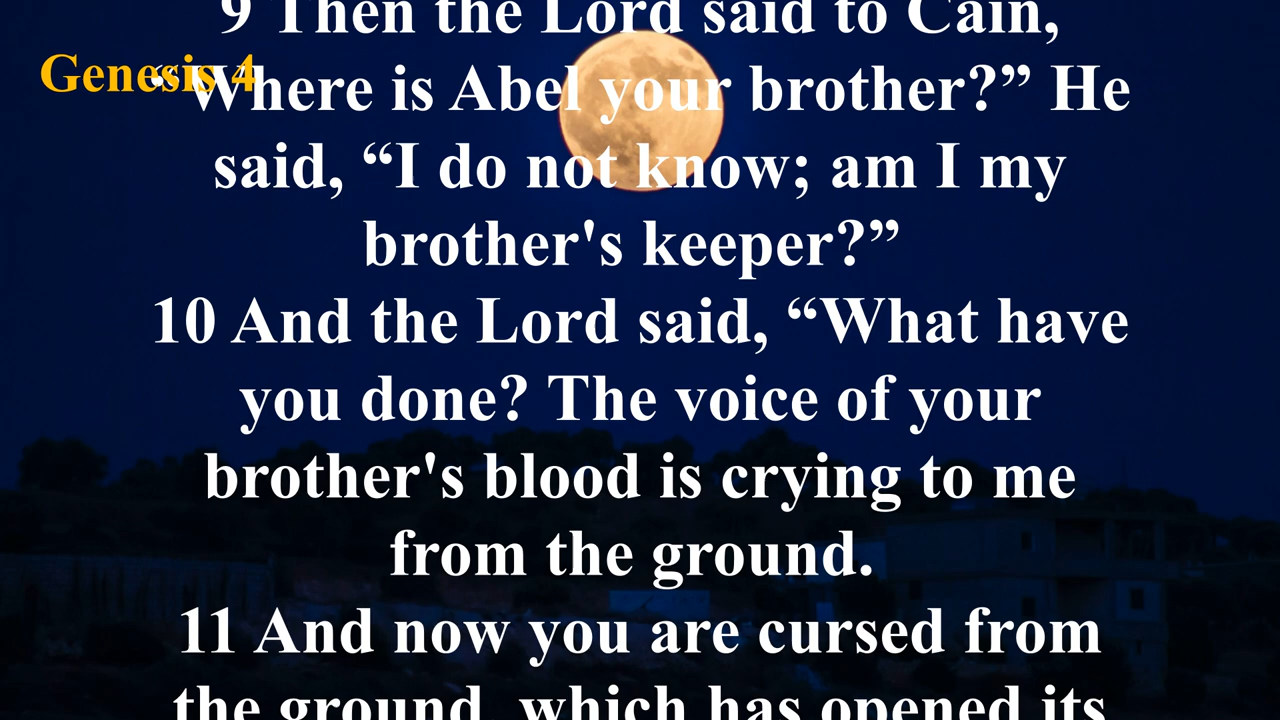 9 Then the Lord said to Cain,
Genesis 4
“Where is Abel your brother?” He
said, “I do not know; am I my
brother's keeper?”
10 And the Lord said, “What have
you done? The voice of your
brother's blood is crying to me
from the ground.
11 And now you are cursed from
the ground, which has opened its